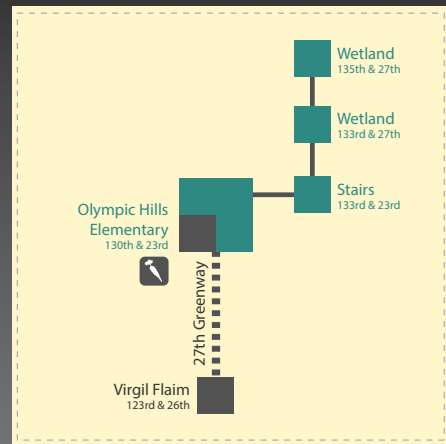 Wetland
135th & 27th
Wetland
133rd & 27th
Stairs
133rd & 23rd
Olympic Hills
Elementary
130th & 23rd
27th Greenway
Virgil Flaim
123rd & 26th